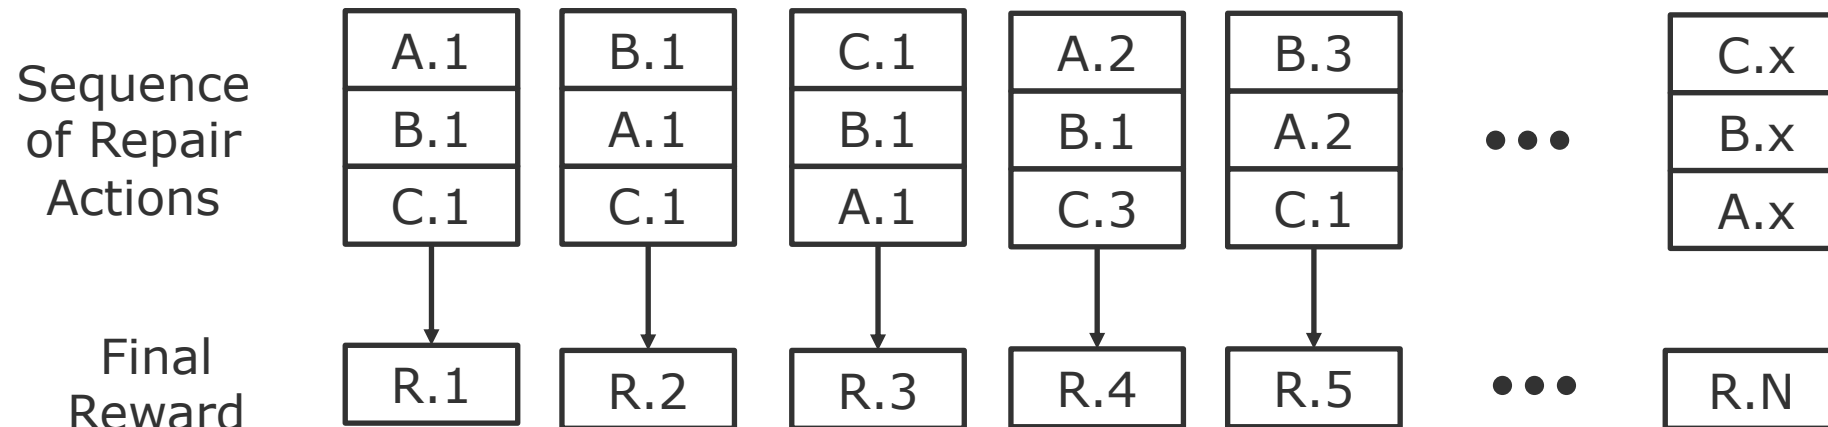 Sequence
of Repair
Actions
A.1 B.1 C.1 A.2 B.3 ••• C.x
B.1 A.1 B.1 B.1 A.2 B.x
C.1 C.1 A.1 C.3 C.1 A.x
Final
Reward
R.1 R.2 R.3 R.4 R.5 ••• R.N